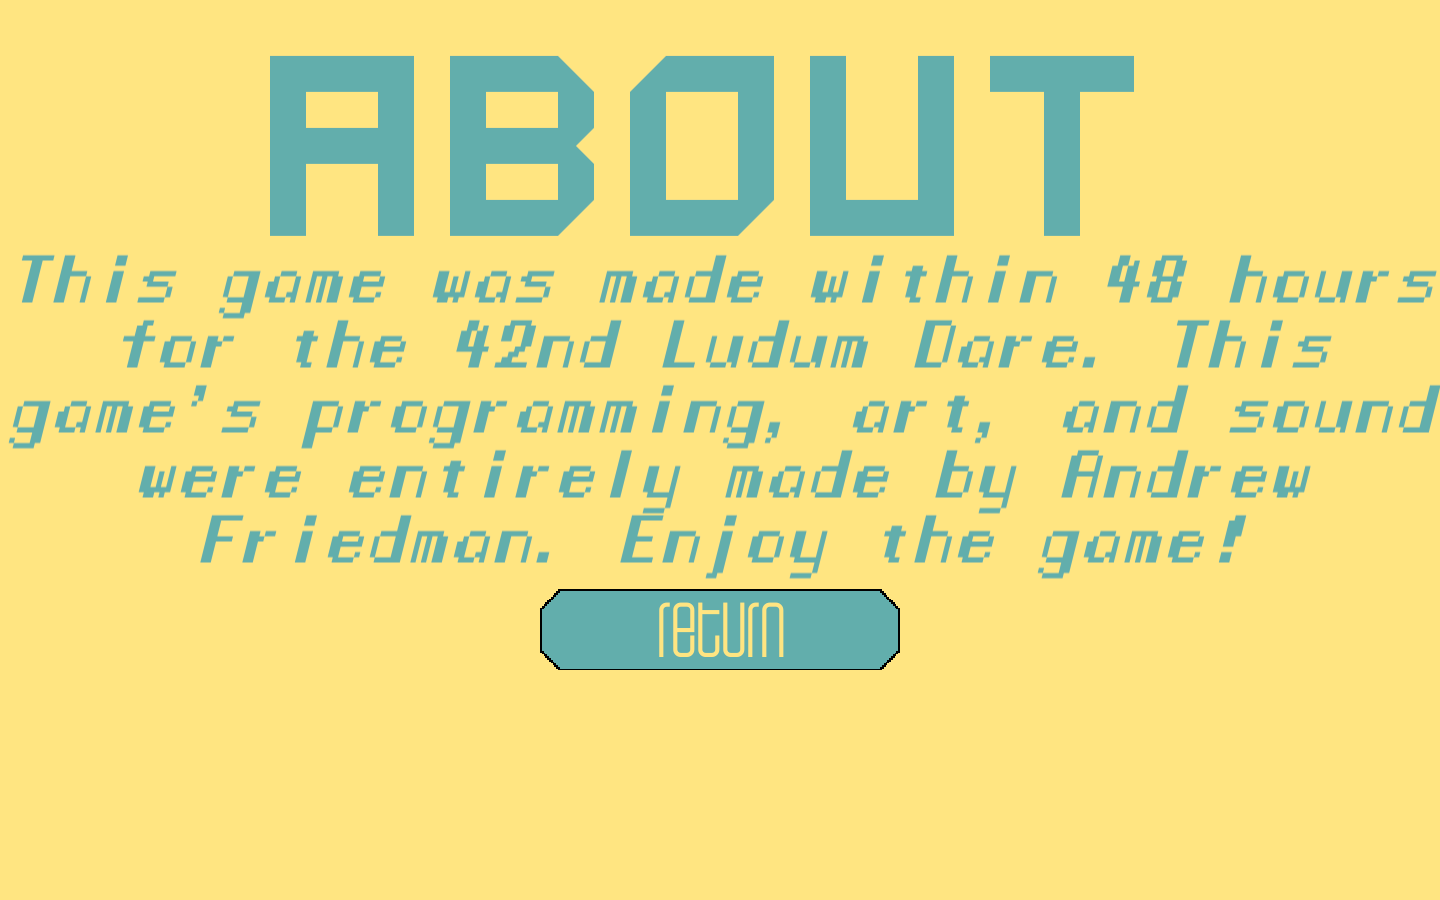 ABOUT
This game was made within 48 hours
for the 42nd Ludum Dare. This
game's programming, art, and sound
were entirely made by Andrew
Friedman. Enjoy the game!
return